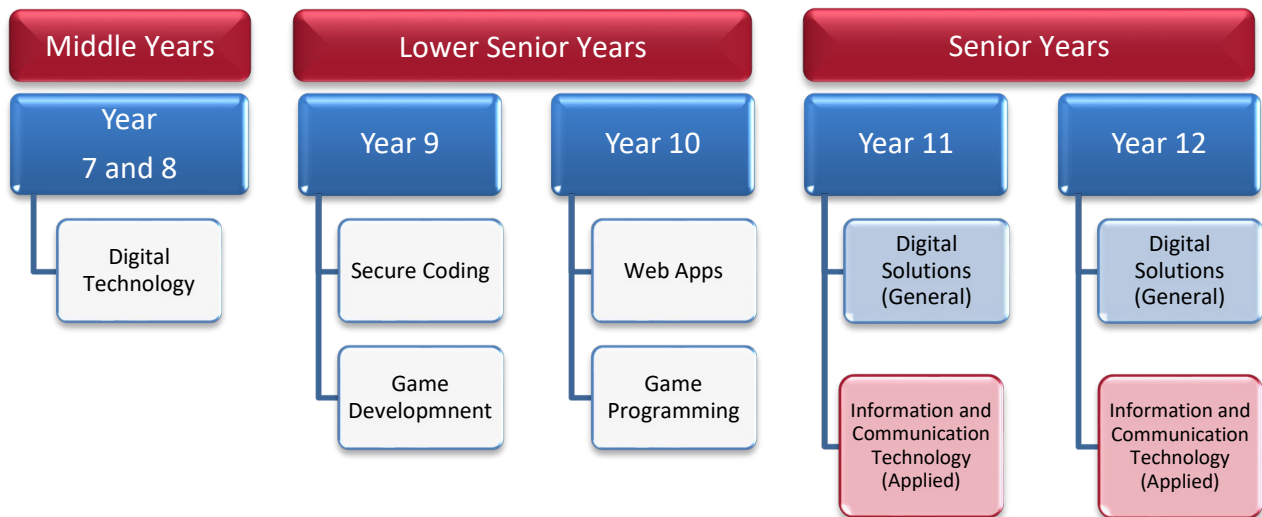 Middle Years
Lower Senior Years
Senior Years
Year
7 and 8
Year 9
Year 10
Year 11
Year 12
Digital
Technology
Secure Coding
Web Apps
Digital
Solutions
(General)
Digital
Solutions
(General)
Game
Developmnent
Game
Programming
Information and
Communication
Technology
(Applied)
Information and
Communication
Technology
(Applied)